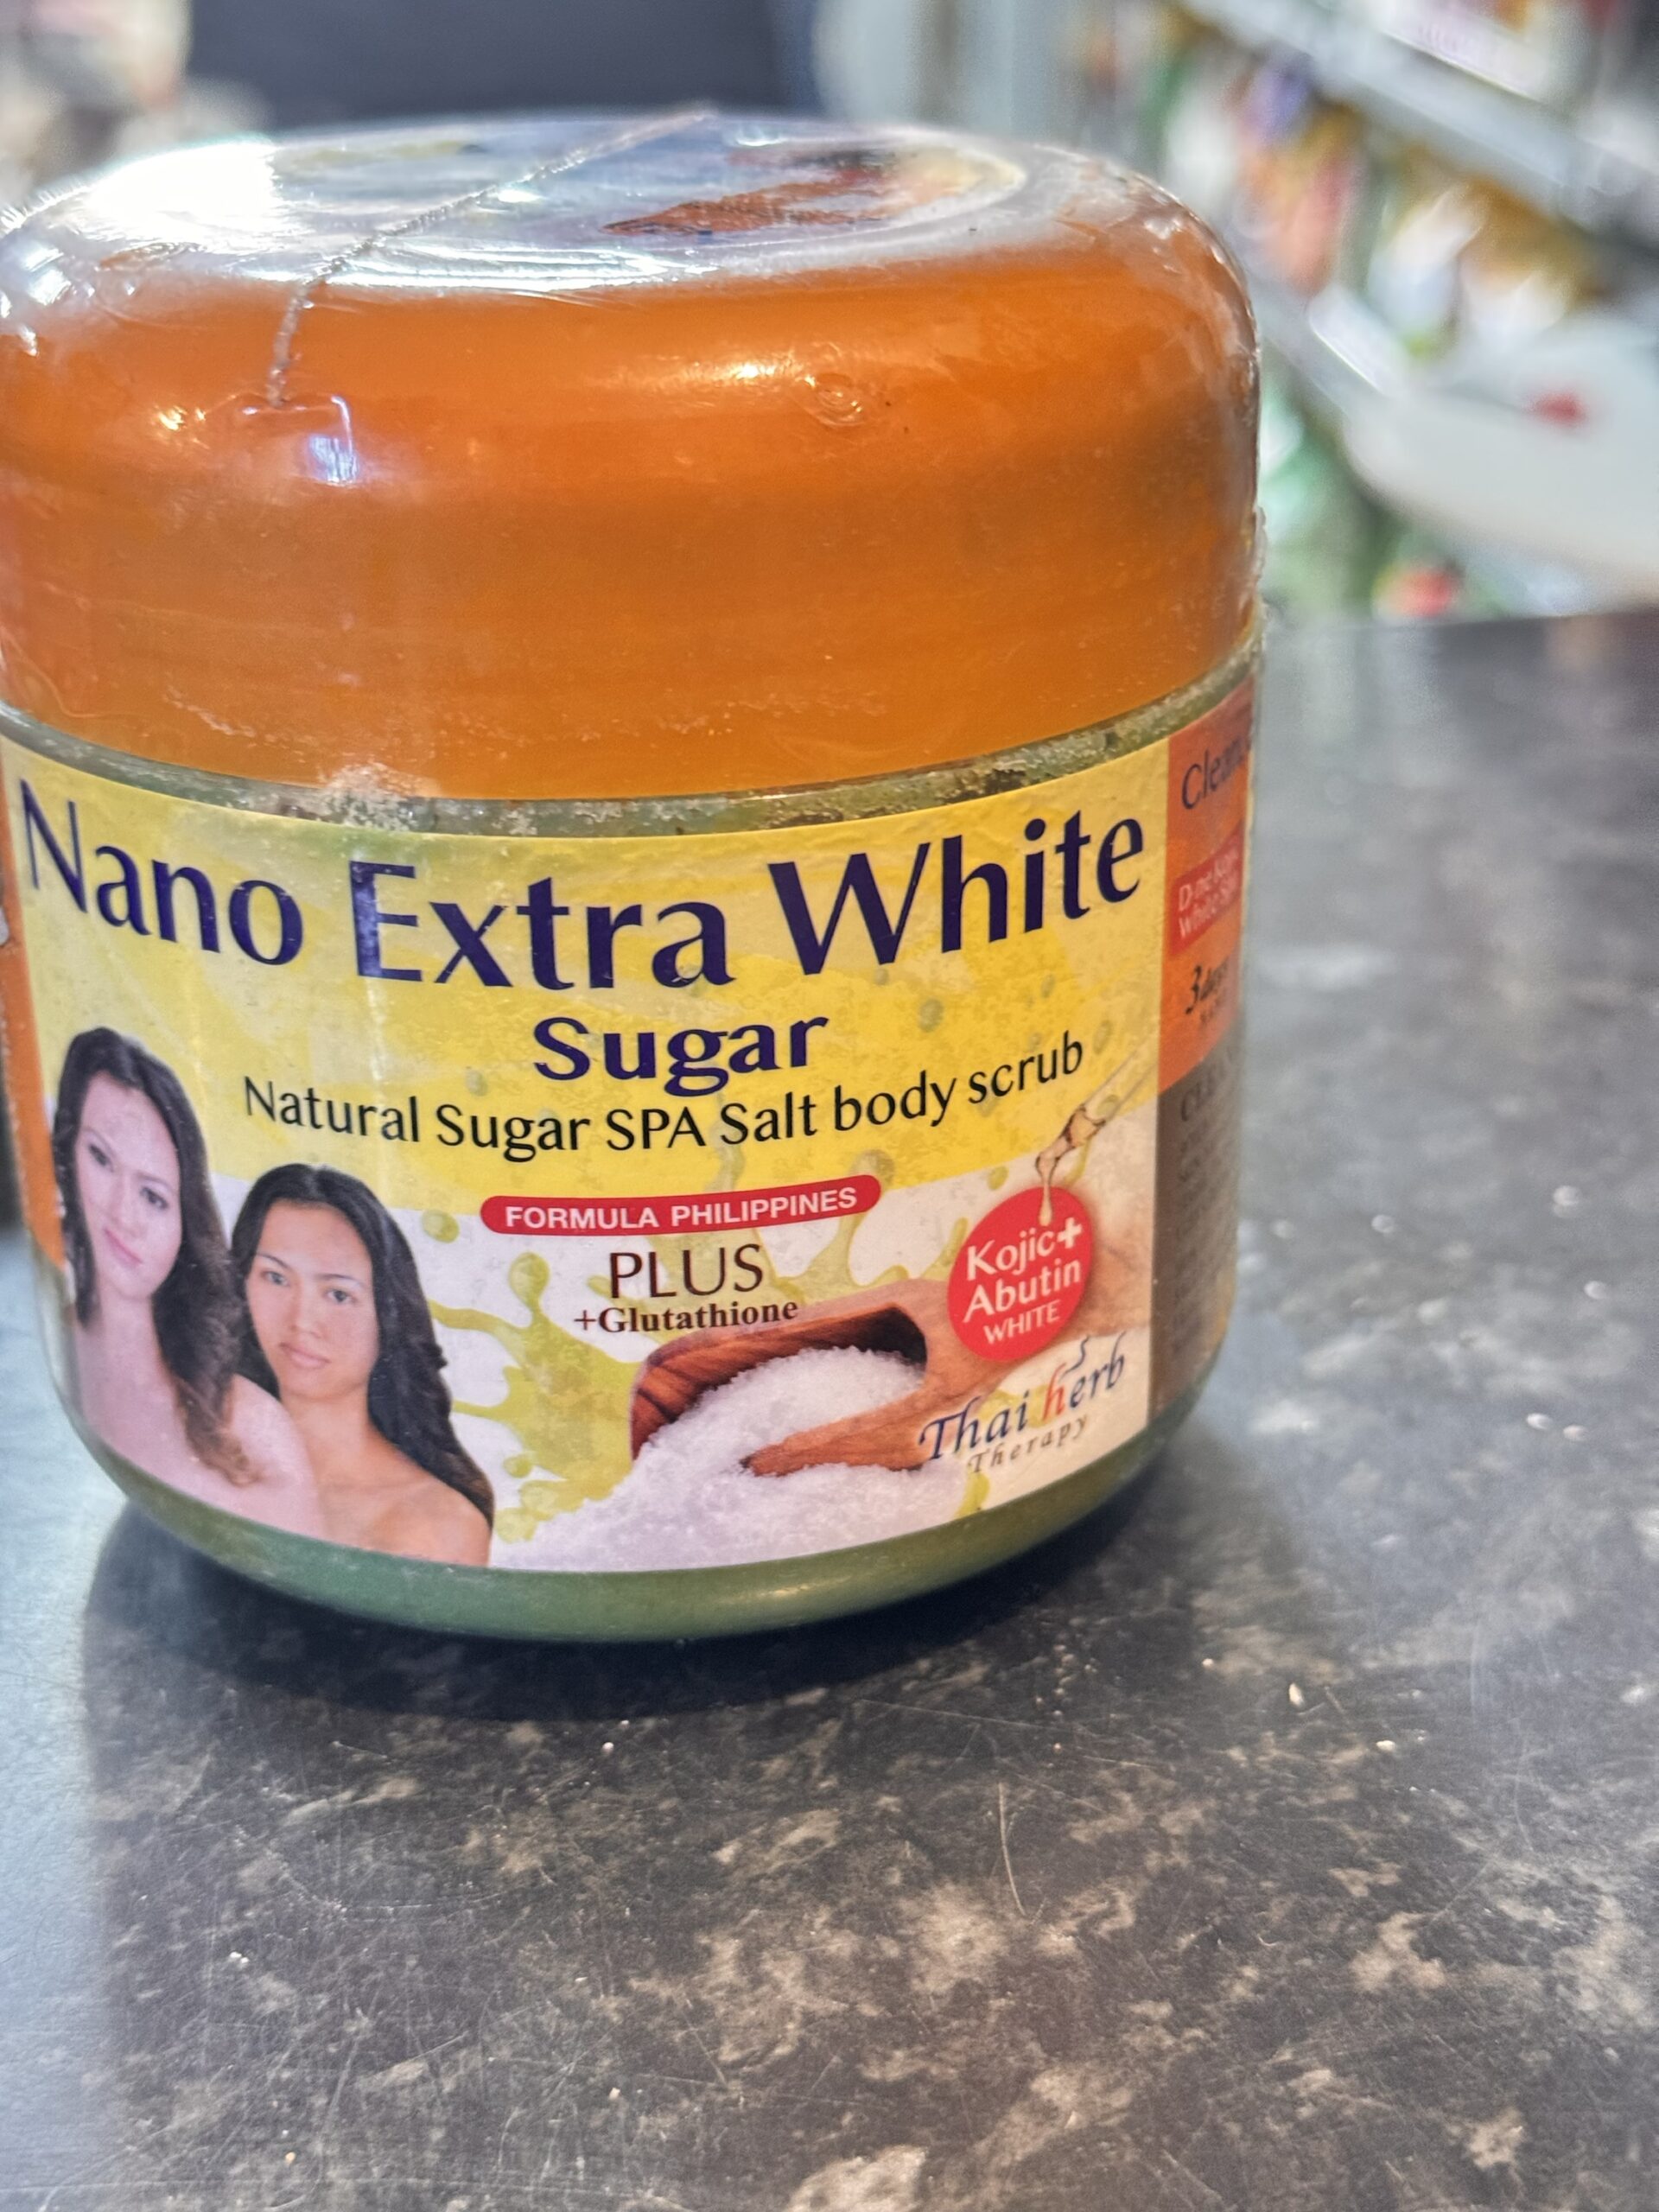 Nano Extra White
Sugar
Natural Sugar SPA Salt body scrub
FORMULA PHILIPPINES
PLUS
+Glutathione
Kojic+
Abutin
WHITE
Thai herb
Therapy
White